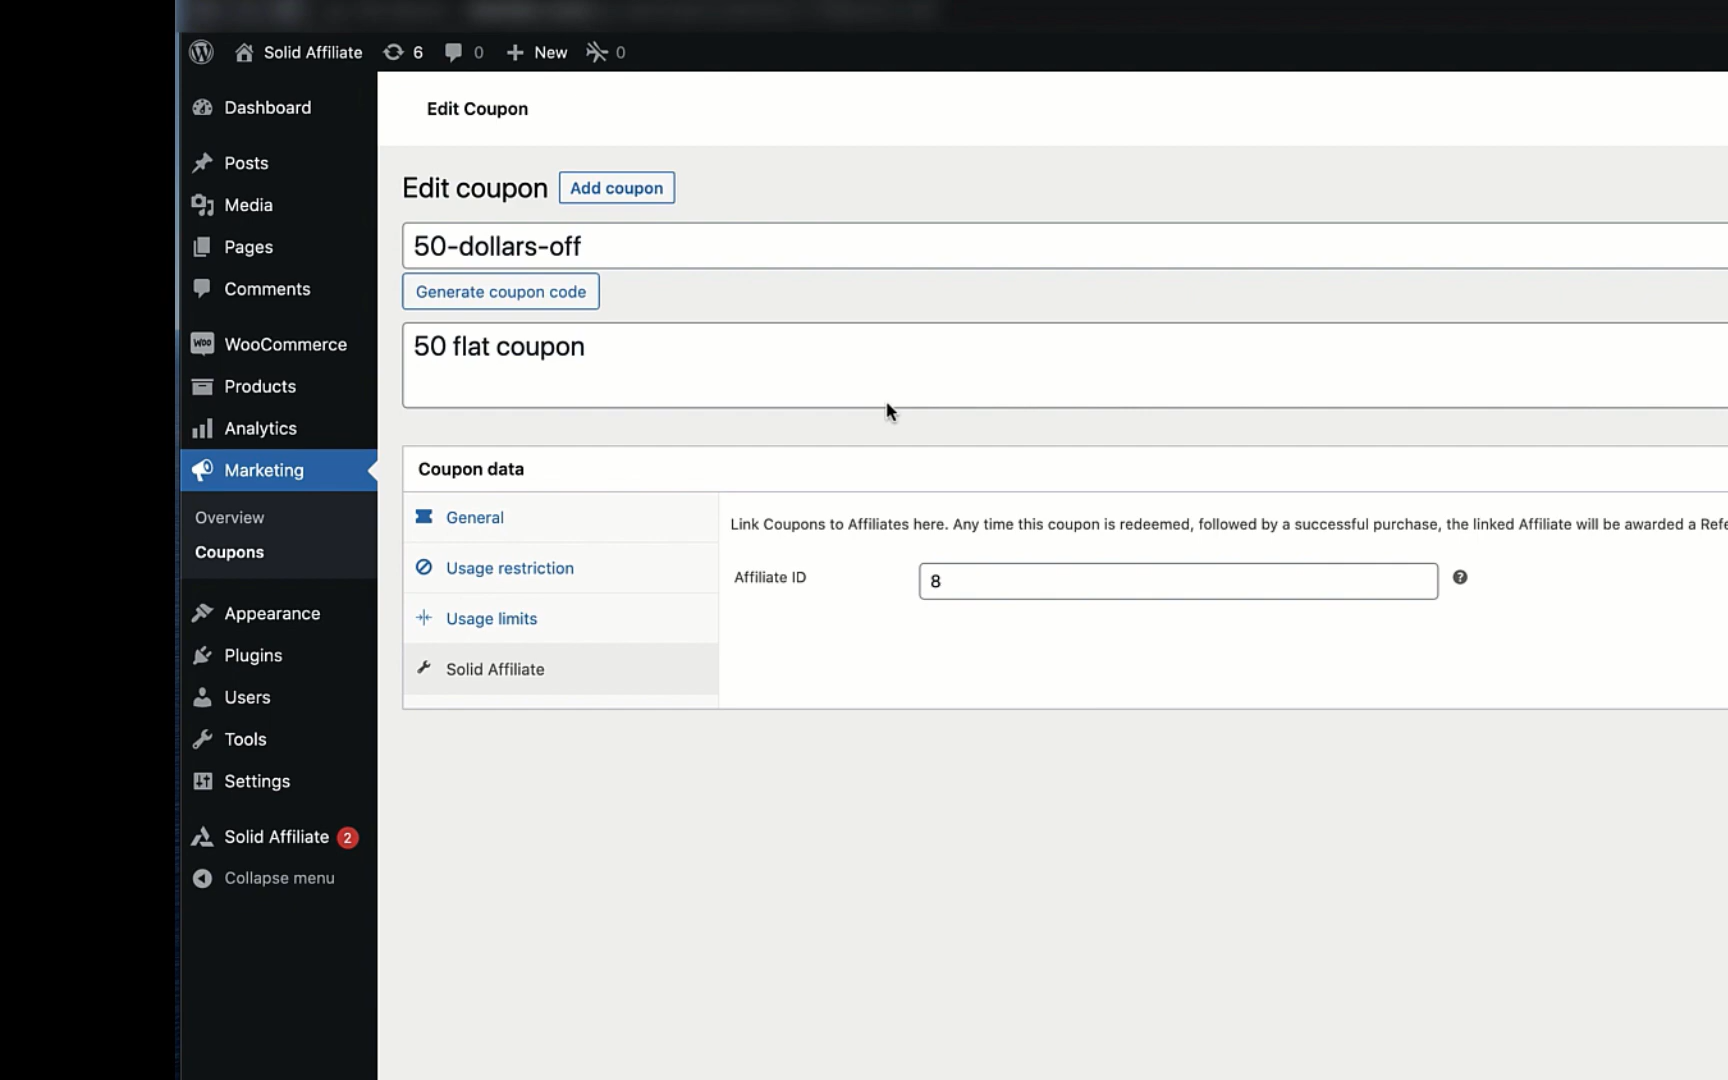 Solid Affiliate 6 0 New 0
Dashboard
Posts
Media
Pages
Comments
WOO WooCommerce
Products
Analytics
Marketing
Overview
Coupons
Appearance
Plugins
Users
Tools
Settings
Solid Affiliate 2
Collapse menu
Edit Coupon
Edit coupon Add coupon
50-dollars-off
Generate coupon code
50 flat coupon
Coupon data
General
Usage restriction
Usage limits
Solid Affiliate
Link Coupons to Affiliates here. Any time this coupon is redeemed, followed by a successful purchase, the linked Affiliate will be awarded a Refe
Affiliate ID 8 ?